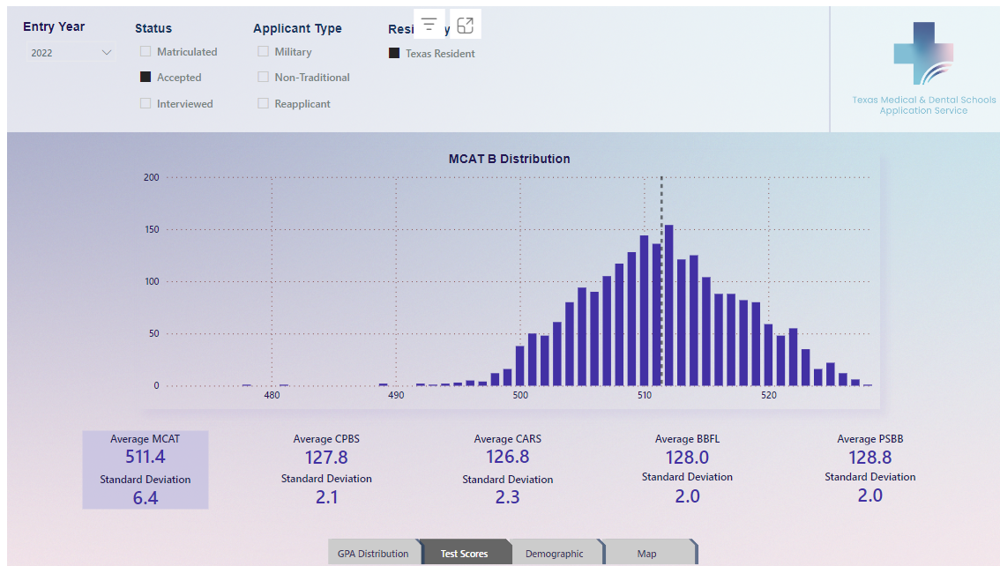 Entry Year
2022
Status
Matriculated
Accepted
Interviewed
Applicant Type
Military
Non-Traditional
Reapplicant
Texas Resident
Texas Medical & Dental Schools
Application Service
MCAT B Distribution
200
150
100
50
0
480 490 500 510 520
Average MCAT
511.4
Standard Deviation
6.4
Average CPBS
127.8
Standard Deviation
2.1
Average CARS
126.8
Standard Deviation
2.3
Average BBFL
128.0
Standard Deviation
2.0
Average PSBB
128.8
Standard Deviation
2.0
GPA Distribution Test Scores Demographic Map